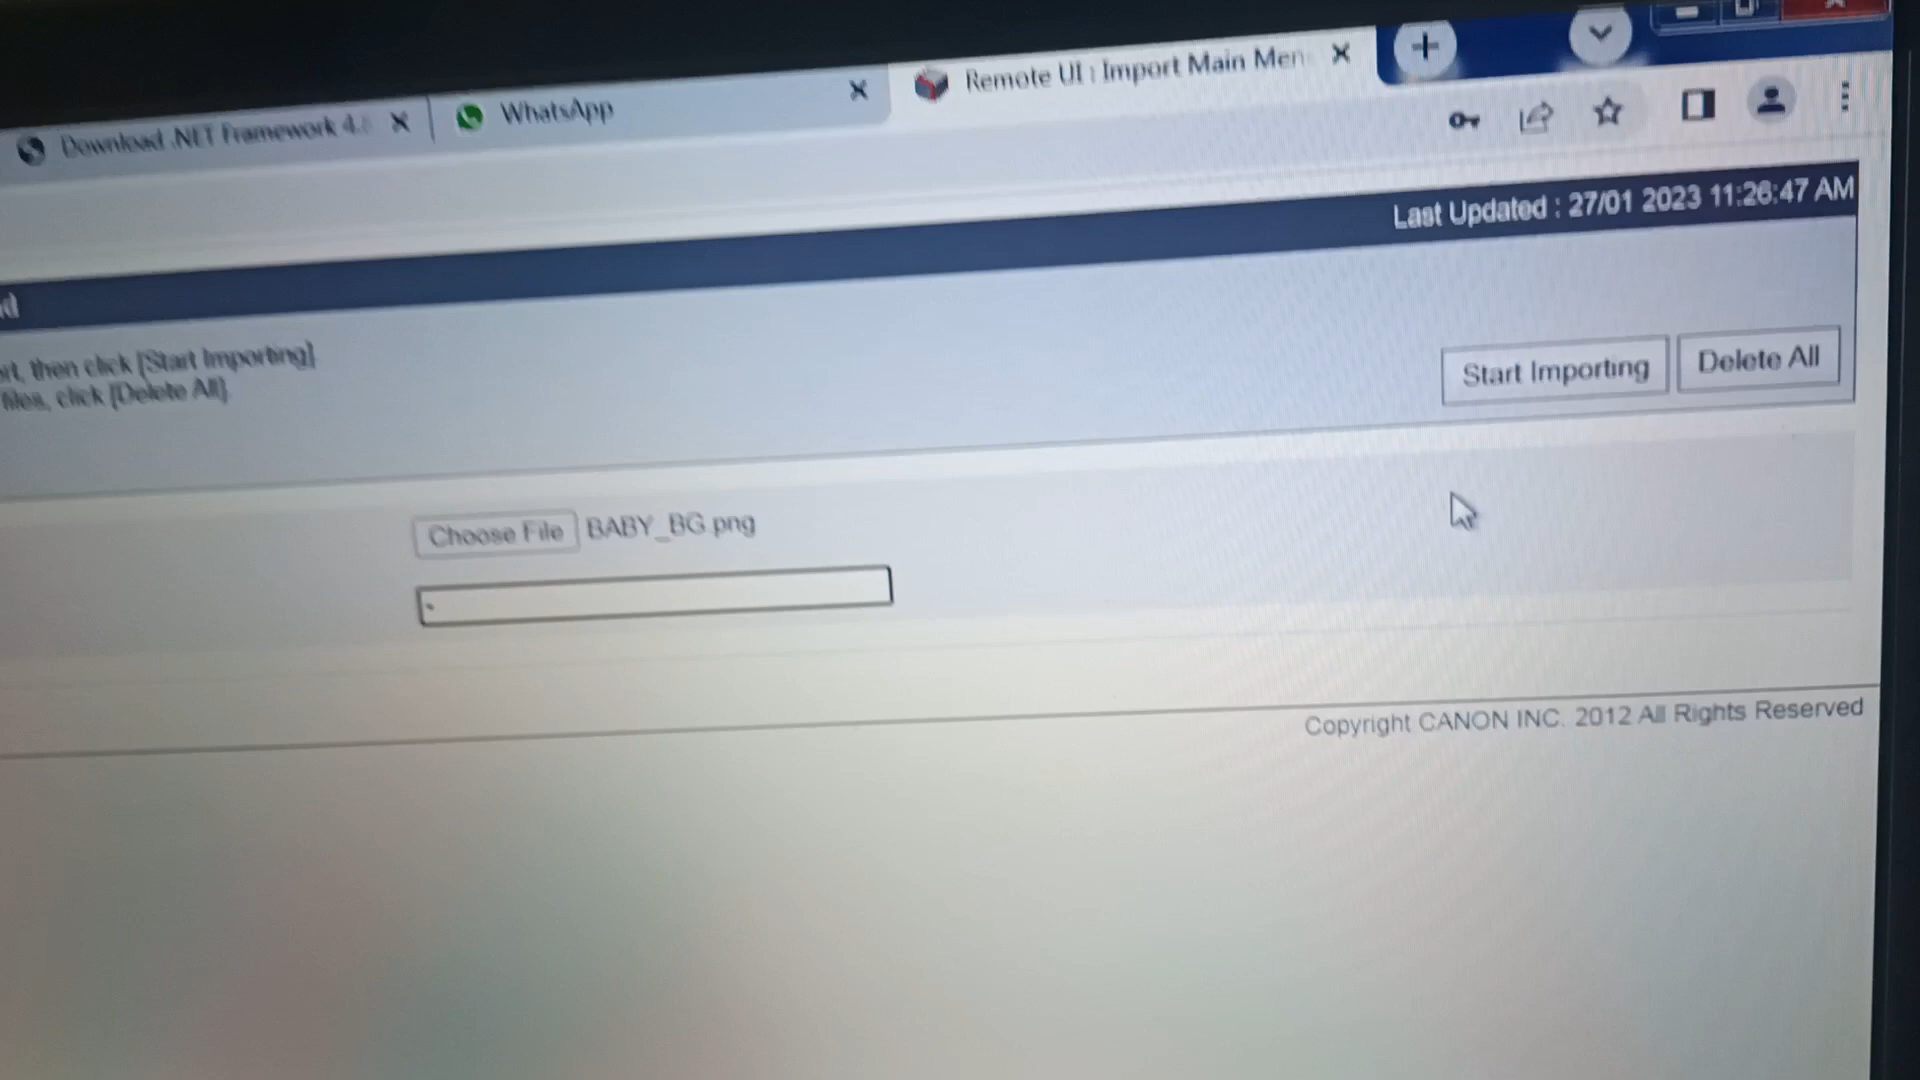 Download .NET Framework 4.
WhatsApp
Remote UI : Import Main Men
Last Updated : 27/01 2023 11:26:47 AM
then click [Start Importing]
files, click [Delete All]
Start Importing
Delete All
Choose File BABY_BG.png
Copyright CANON INC. 2012 All Rights Reserved